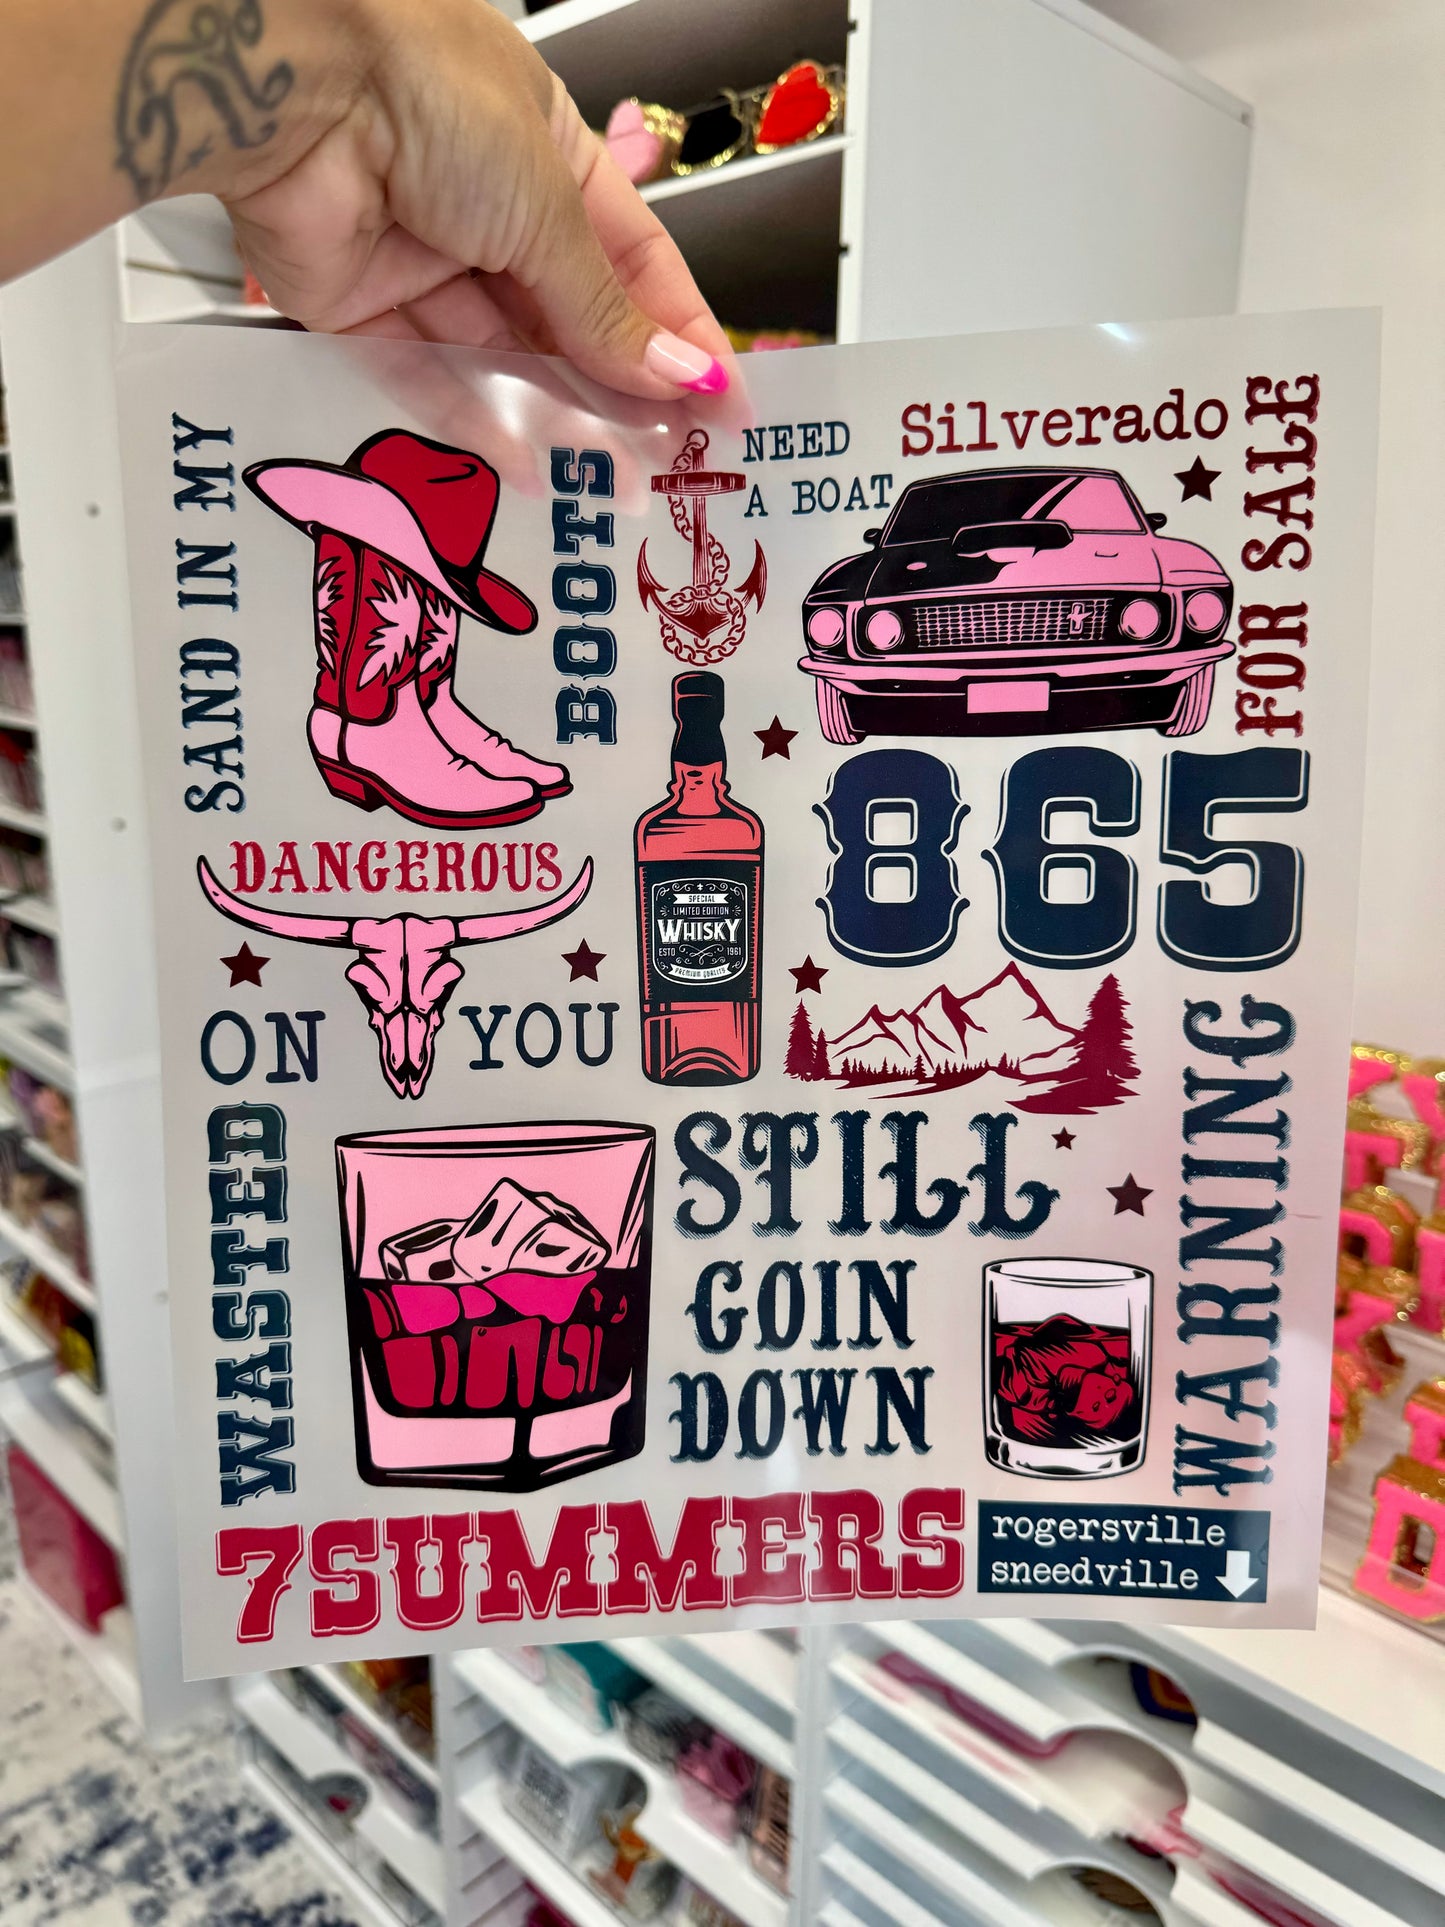 SAND IN MY
BOOTS
NEED
A BOAT
Silverado
FOR SALE
865
DANGEROUS
ON YOU
SPECIAL
LIMITED EDITION
WHISKY
ESTD 1961
PREMIUM QUALITY
WASTED
STILL
GOIN
DOWN
WARNING
7SUMMERS
rogersville
sneedville